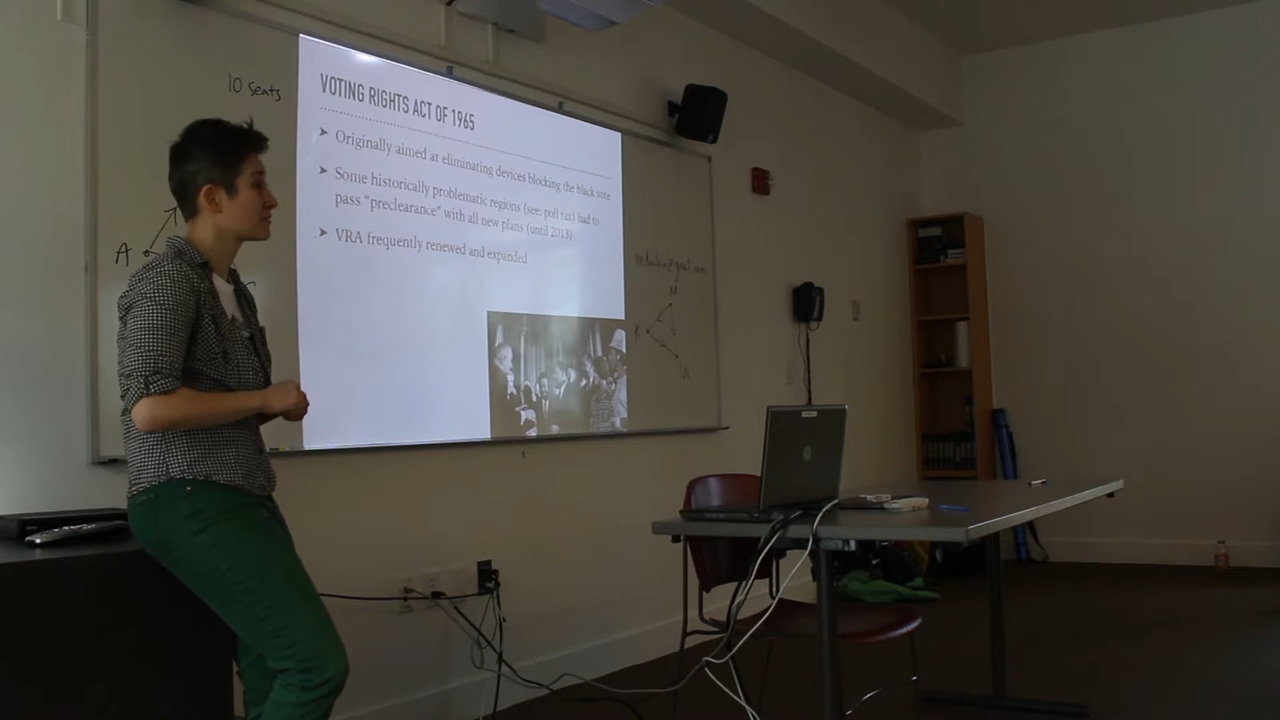 10 seats
VOTING RIGHTS ACT OF 1965
➤ Originally aimed at eliminating devices blocking the black vote
➤ Some historically problematic regions (see: poll tax) had to
pass “preclearance” with all new plans (until 2013)
➤ VRA frequently renewed and expanded
A